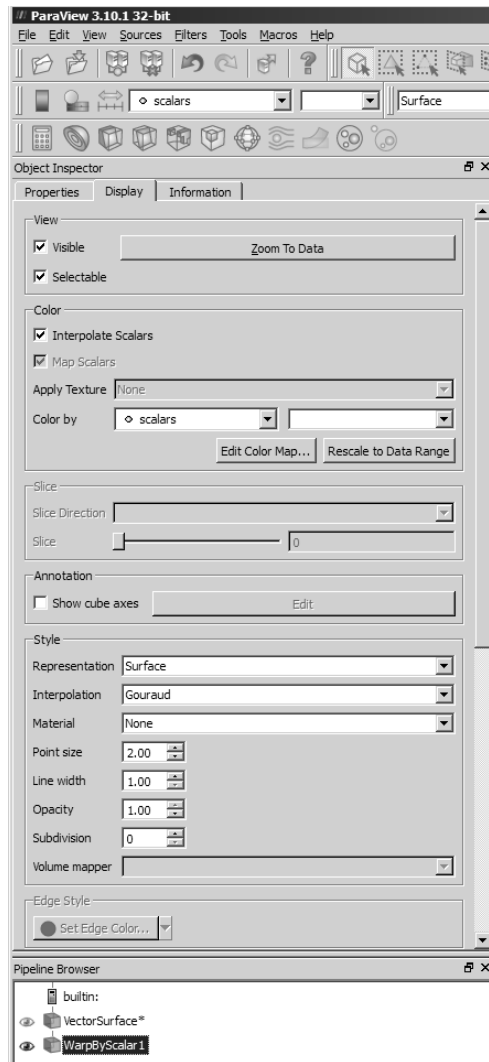 ParaView 3.10.1 32-bit
File Edit View Sources Filters Tools Macros Help
scalars Surface
Object Inspector
Properties Display Information
View
Visible Zoom To Data
Selectable
Color
Interpolate Scalars
Map Scalars
Apply Texture None
Color by scalars
Edit Color Map... Rescale to Data Range
Slice
Slice Direction
Slice 0
Annotation
Show cube axes Edit
Style
Representation Surface
Interpolation Gouraud
Material None
Point size 2.00
Line width 1.00
Opacity 1.00
Subdivision 0
Volume mapper
Edge Style
Set Edge Color...
Pipeline Browser
builtin:
VectorSurface*
WarpByScalar1